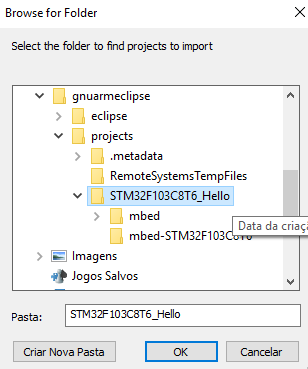 Browse for Folder
Select the folder to find projects to import
gnuarmeclipse
eclipse
projects
.metadata
RemoteSystemsTempFiles
STM32F103C8T6_Hello
mbed
Data da criaçã
mbed-STM32F103C8T6
Imagens
Jogos Salvos
Pasta:
STM32F103C8T6_Hello
Criar Nova Pasta
OK
Cancelar